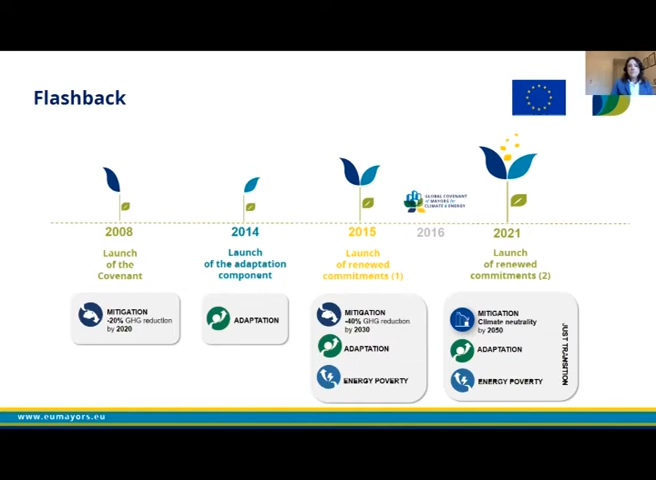 Flashback
GLOBAL COVENANT
of MAYORS for
CLIMATE & ENERGY
2008
2014
2015
2016
2021
Launch
of the
Covenant
Launch
of the adaptation
component
Launch
of renewed
commitments (1)
Launch
of renewed
commitments (2)
MITIGATION
-20% GHG reduction
by 2020
ADAPTATION
MITIGATION
-40% GHG reduction
by 2030
ADAPTATION
ENERGY POVERTY
MITIGATION
Climate neutrality
by 2050
ADAPTATION
ENERGY POVERTY
JUST TRANSITION
www.eumayors.eu